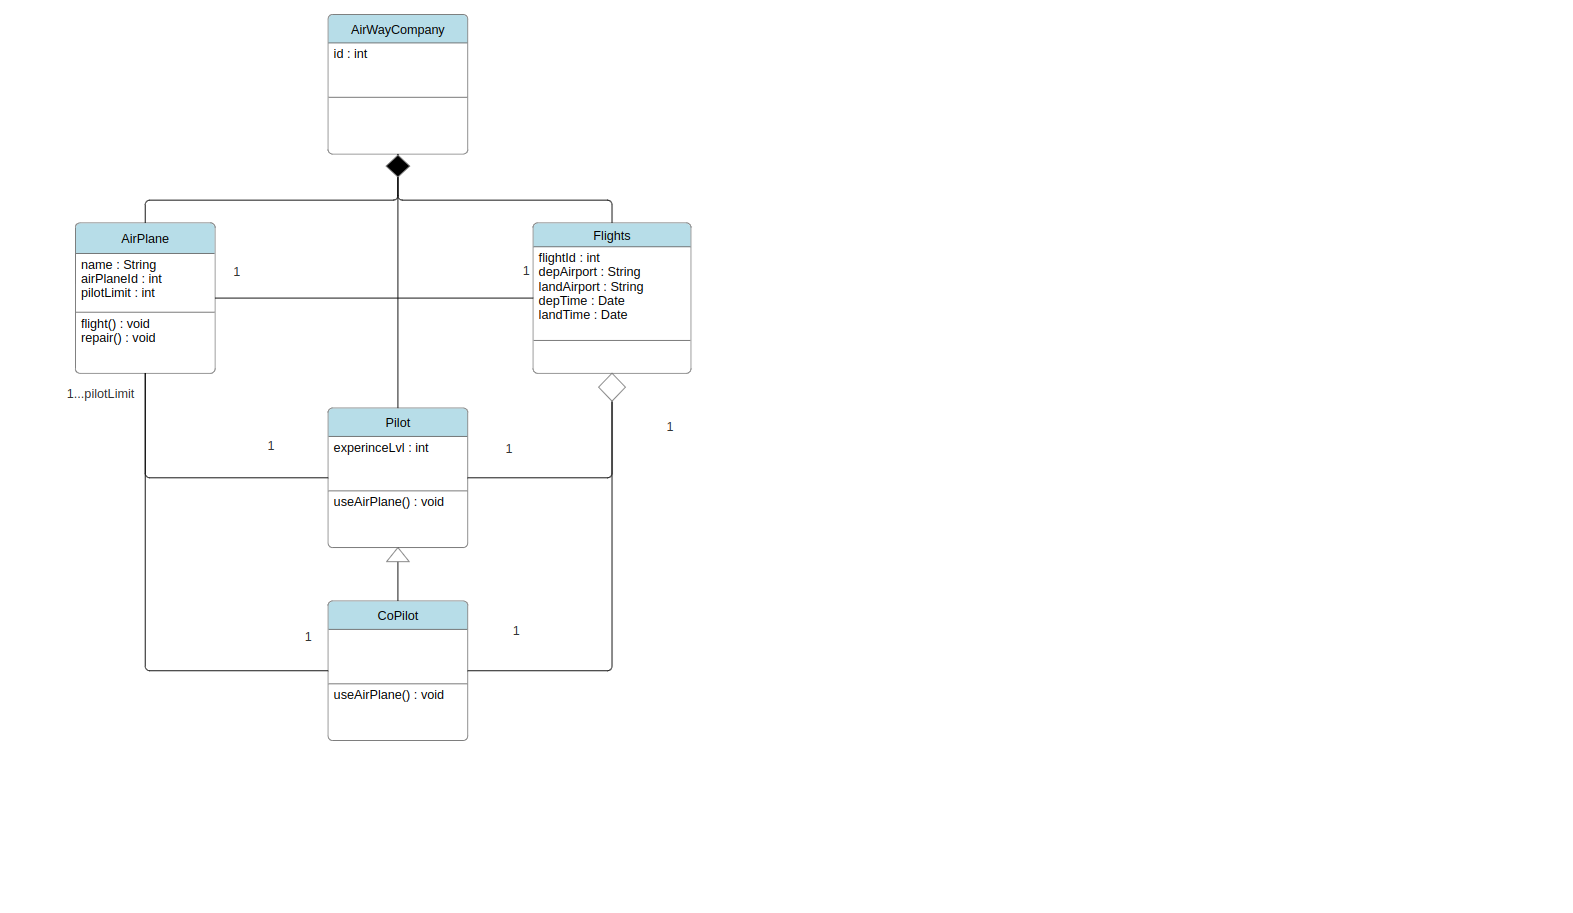 AirWayCompany
id : int
AirPlane
name : String
airPlaneId : int
pilotLimit : int
flight() : void
repair() : void
1
1
Flights
flightId : int
depAirport : String
landAirport : String
depTime : Date
landTime : Date
1...pilotLimit
1
Pilot
experinceLvl : int
useAirPlane() : void
1
1
1
CoPilot
useAirPlane() : void
1